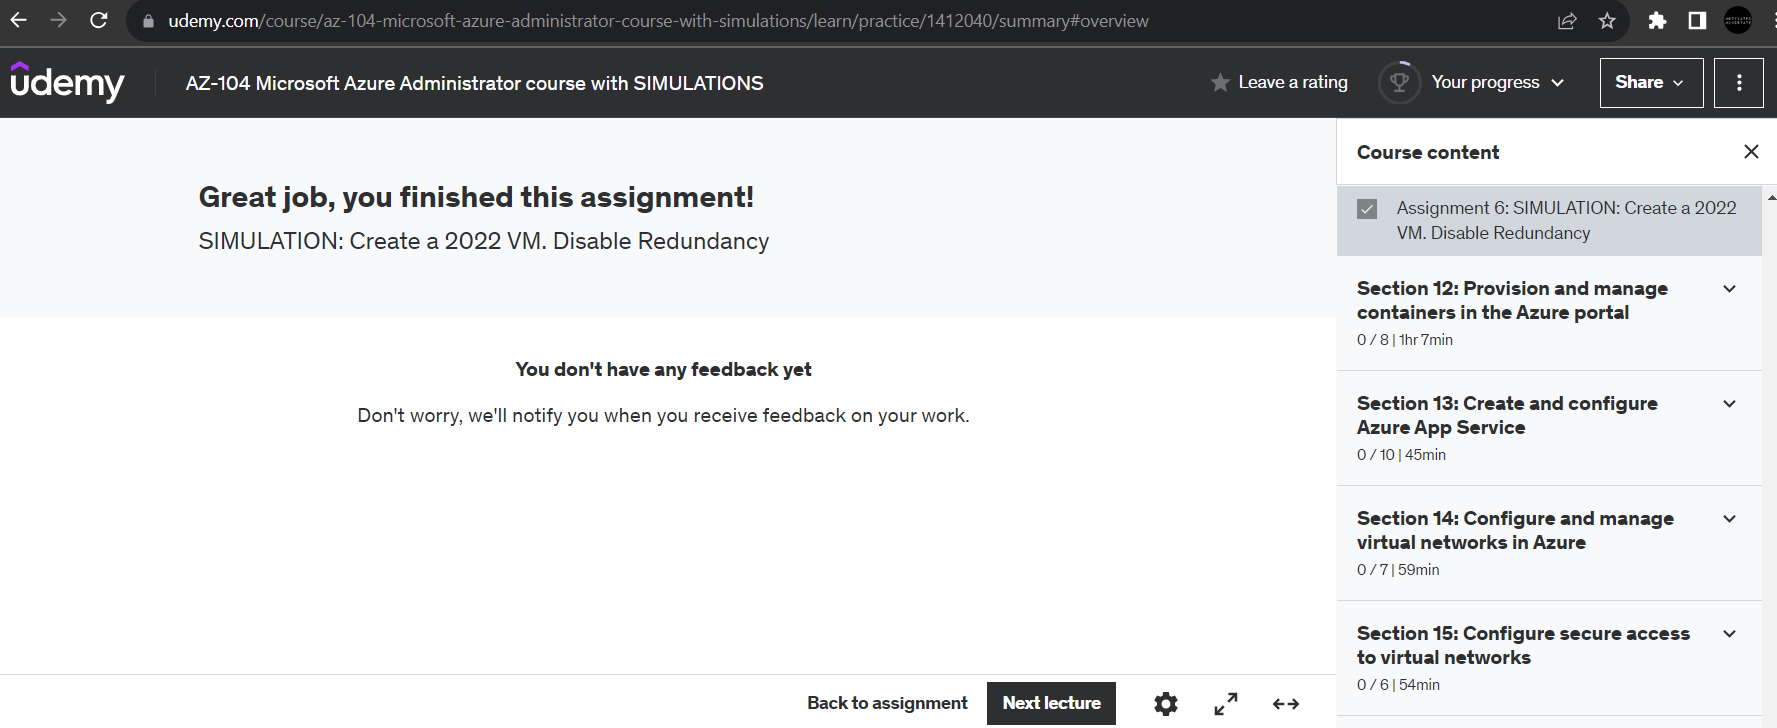 udemy.com/course/az-104-microsoft-azure-administrator-course-with-simulations/learn/practice/1412040/summary#overview
udemy
AZ-104 Microsoft Azure Administrator course with SIMULATIONS
Leave a rating
Your progress
Share
Great job, you finished this assignment!
SIMULATION: Create a 2022 VM. Disable Redundancy
You don't have any feedback yet
Don't worry, we'll notify you when you receive feedback on your work.
Back to assignment
Next lecture
Course content
Assignment 6: SIMULATION: Create a 2022
VM. Disable Redundancy
Section 12: Provision and manage
containers in the Azure portal
0 / 8 | 1hr 7min
Section 13: Create and configure
Azure App Service
0 / 10 | 45min
Section 14: Configure and manage
virtual networks in Azure
0 / 7 | 59min
Section 15: Configure secure access
to virtual networks
0 / 6 | 54min